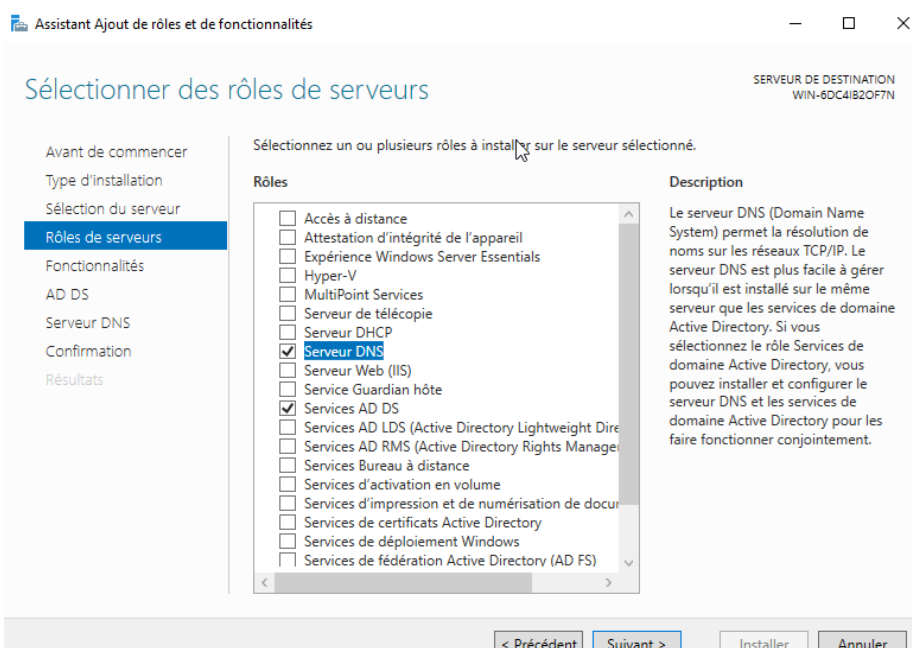 Assistant Ajout de rôles et de fonctionnalités
Sélectionner des rôles de serveurs
SERVEUR DE DESTINATION
WIN-6DC4IB2OF7N
Avant de commencer
Type d'installation
Sélection du serveur
Rôles de serveurs
Fonctionnalités
AD DS
Serveur DNS
Confirmation
Résultats
Sélectionnez un ou plusieurs rôles à installer sur le serveur sélectionné.
Rôles
Accès à distance
Attestation d'intégrité de l'appareil
Expérience Windows Server Essentials
Hyper-V
MultiPoint Services
Serveur de télécopie
Serveur DHCP
Serveur DNS
Serveur Web (IIS)
Service Guardian hôte
Services AD DS
Services AD LDS (Active Directory Lightweight Dire
Services AD RMS (Active Directory Rights Manage
Services Bureau à distance
Services d'activation en volume
Services d'impression et de numérisation de docu
Services de certificats Active Directory
Services de déploiement Windows
Services de fédération Active Directory (AD FS)
Description
Le serveur DNS (Domain Name
System) permet la résolution de
noms sur les réseaux TCP/IP. Le
serveur DNS est plus facile à gérer
lorsqu'il est installé sur le même
serveur que les services de domaine
Active Directory. Si vous
sélectionnez le rôle Services de
domaine Active Directory, vous
pouvez installer et configurer le
serveur DNS et les services de
domaine Active Directory pour les
faire fonctionner conjointement.
< Précédent
Suivant >
Installer
Annuler